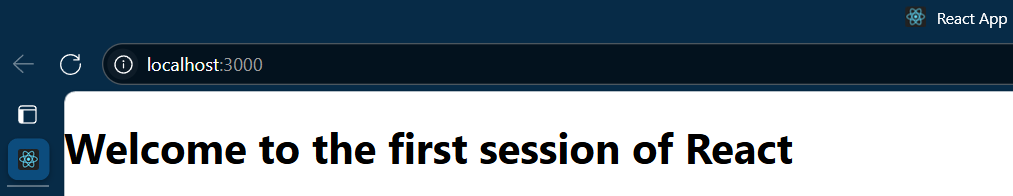 React App
localhost:3000
Welcome to the first session of React